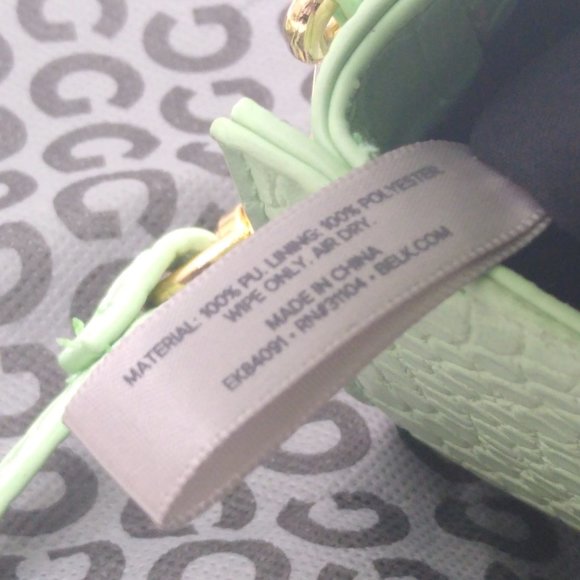 MATERIAL: 100% PU. LINING: 100% POLYESTER.
WIPE ONLY. AIR DRY.
MADE IN CHINA
EK84091 • RN#31104 • BELK.COM